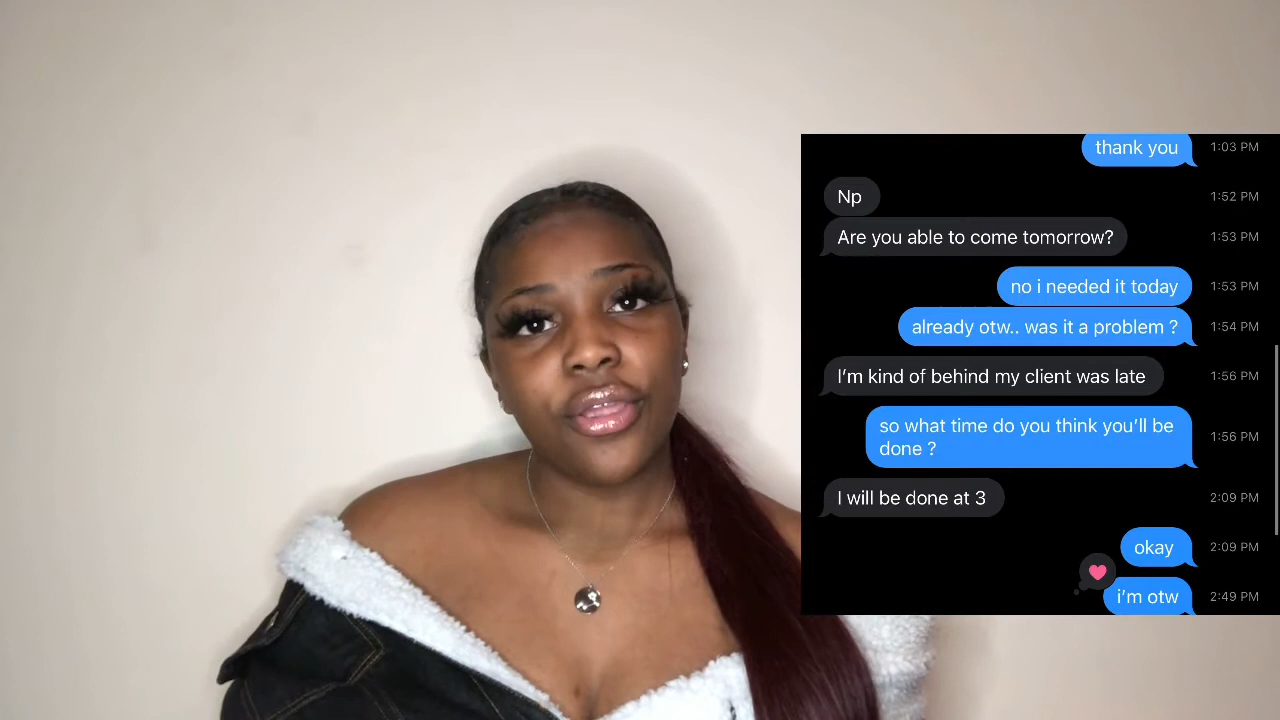 thank you 1:03 PM
Np 1:52 PM
Are you able to come tomorrow? 1:53 PM
no i needed it today 1:53 PM
already otw.. was it a problem ? 1:54 PM
I'm kind of behind my client was late 1:56 PM
so what time do you think you'll be
done ? 1:56 PM
I will be done at 3 2:09 PM
okay 2:09 PM
i'm otw 2:49 PM